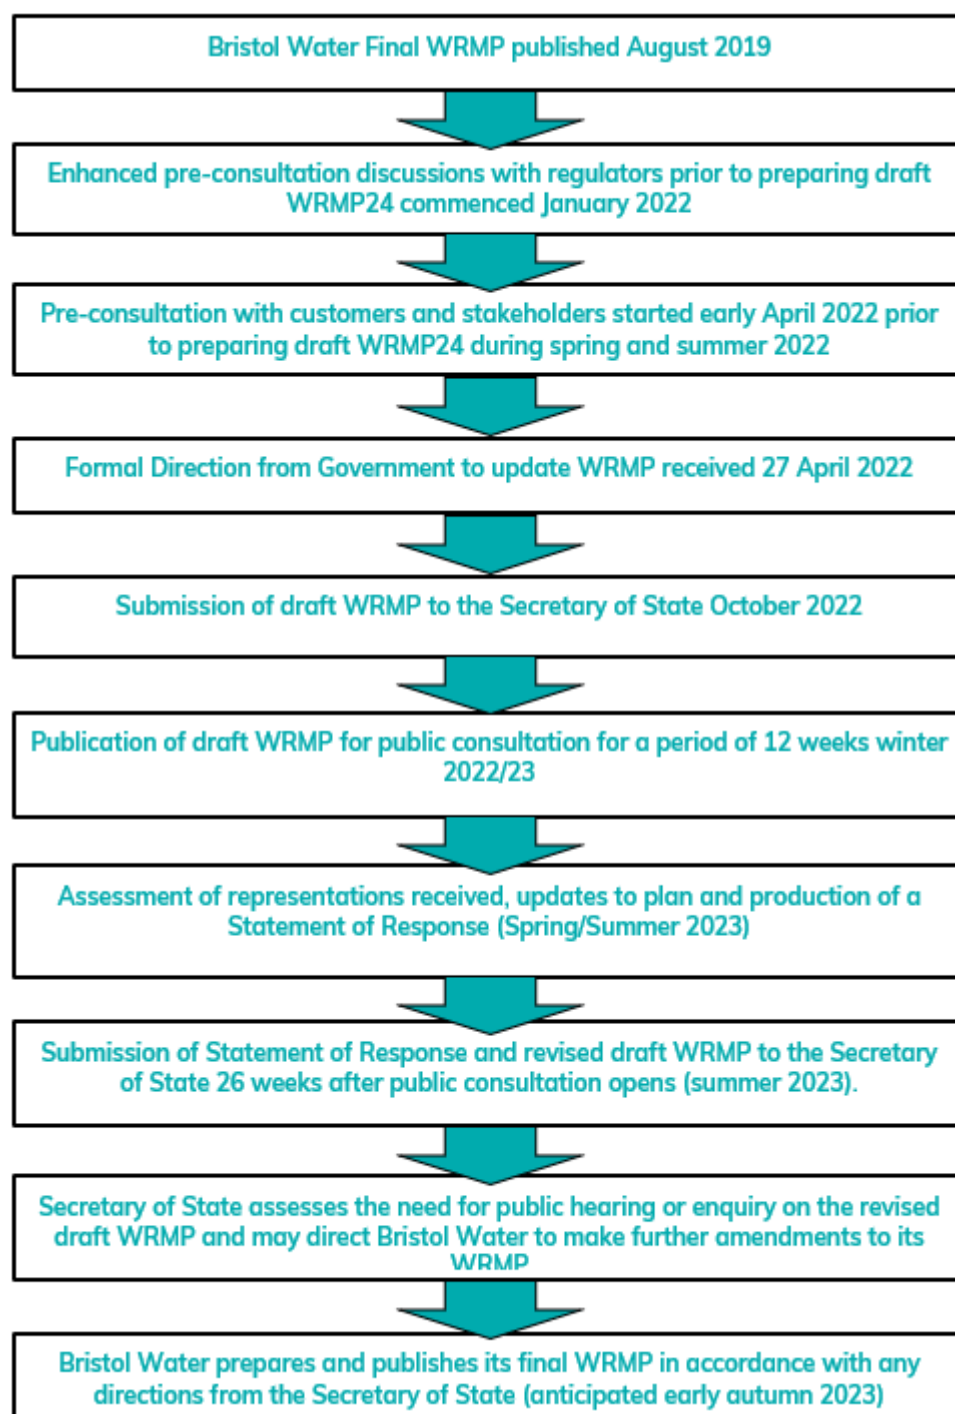 Bristol Water Final WRMP published August 2019
Enhanced pre-consultation discussions with regulators prior to preparing draft
WRMP24 commenced January 2022
Pre-consultation with customers and stakeholders started early April 2022 prior
to preparing draft WRMP24 during spring and summer 2022
Formal Direction from Government to update WRMP received 27 April 2022
Submission of draft WRMP to the Secretary of State October 2022
Publication of draft WRMP for public consultation for a period of 12 weeks winter
2022/23
Assessment of representations received, updates to plan and production of a
Statement of Response (Spring/Summer 2023)
Submission of Statement of Response and revised draft WRMP to the Secretary
of State 26 weeks after public consultation opens (summer 2023).
Secretary of State assesses the need for public hearing or enquiry on the revised
draft WRMP and may direct Bristol Water to make further amendments to its
WRMP
Bristol Water prepares and publishes its final WRMP in accordance with any
directions from the Secretary of State (anticipated early autumn 2023)